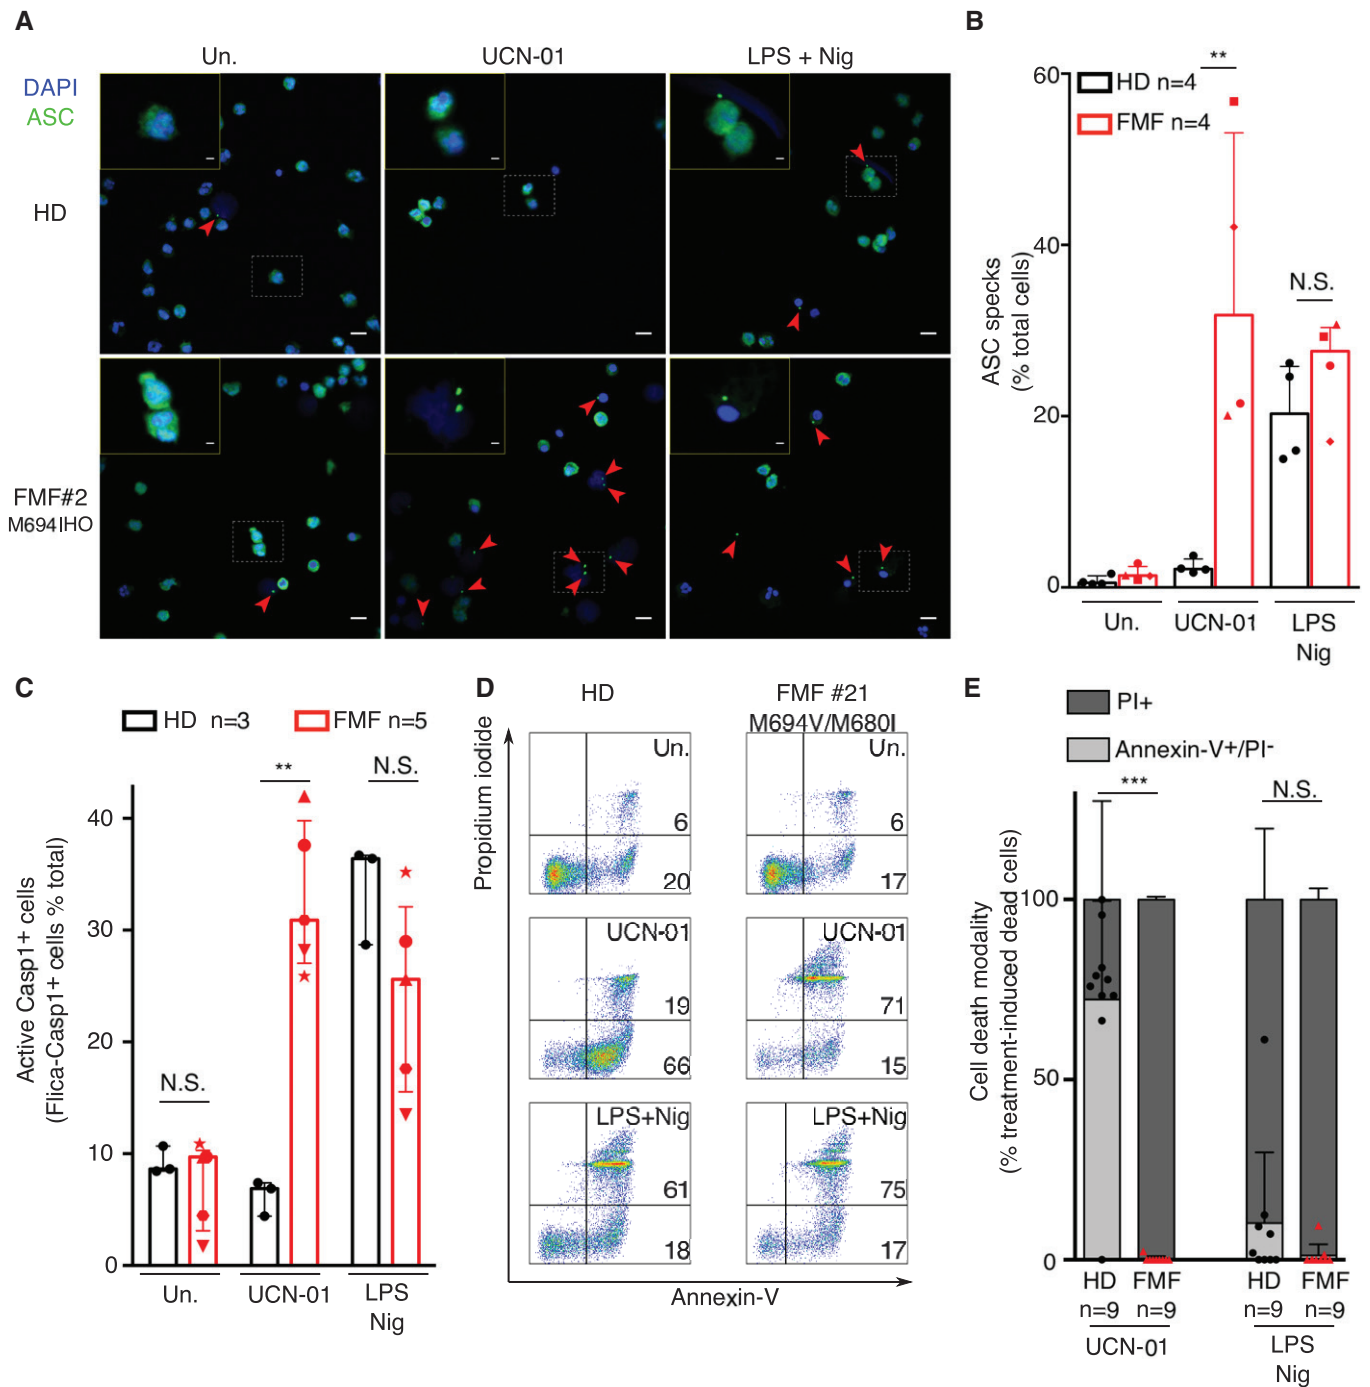 A
Un.
UCN-01
LPS + Nig
DAPI
ASC
HD
FMF#2
M694IHO
B
**
60
HD n=4
FMF n=4
40
N.S.
ASC specks
(% total cells)
20
0
Un.
UCN-01
LPS
Nig
C
HD n=3
FMF n=5
**
N.S.
40
Active Casp1+ cells
(Flica-Casp1+ cells % total)
30
20
N.S.
10
0
Un.
UCN-01
LPS
Nig
D
HD
FMF #21
M694V/M680I
Propidium iodide
Un.
6
20
Un.
6
17
UCN-01
19
66
UCN-01
71
15
LPS+Nig
61
18
LPS+Nig
75
17
Annexin-V
E
PI+
Annexin-V+/PI-
***
N.S.
Cell death modality
(% treatment-induced dead cells)
100
50
0
HD FMF HD FMF
n=9 n=9 n=9 n=9
UCN-01
LPS
Nig